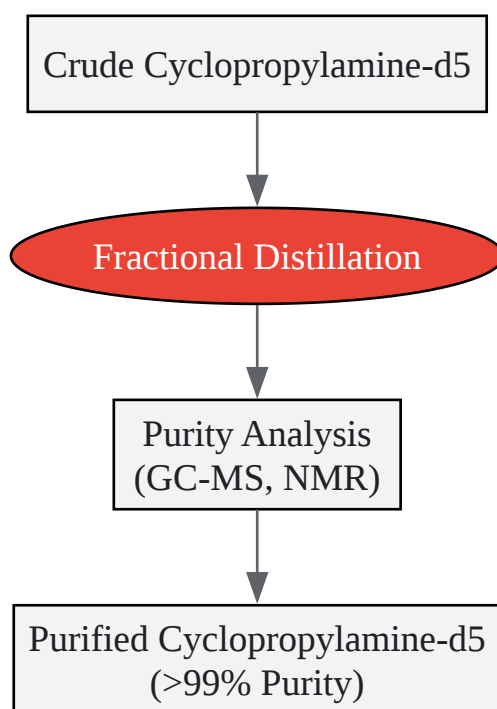 Crude Cyclopropylamine-d5
Fractional Distillation
Purity Analysis
(GC-MS, NMR)
Purified Cyclopropylamine-d5
(>99% Purity)